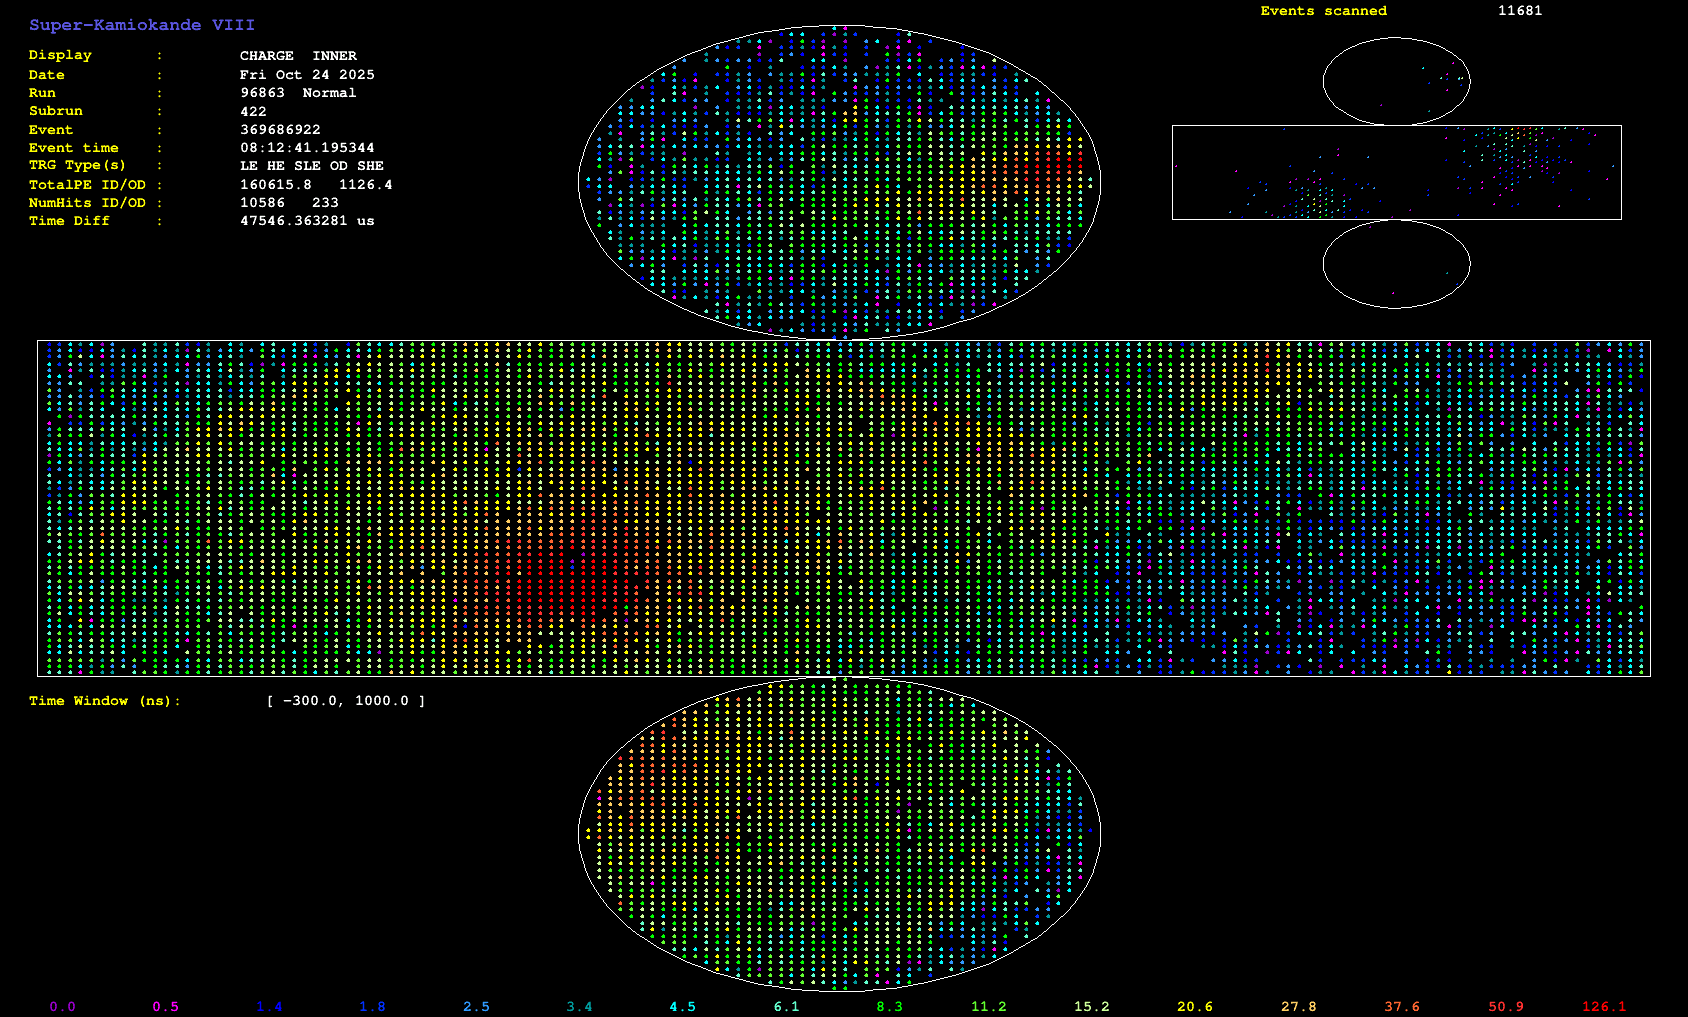 Super-Kamiokande VIII
Events scanned 11681
Display : CHARGE INNER
Date : Fri Oct 24 2025
Run : 96863 Normal
Subrun : 422
Event : 369686922
Event time : 08:12:41.195344
TRG Type(s) : LE HE SLE OD SHE
TotalPE ID/OD : 160615.8 1126.4
NumHits ID/OD : 10586 233
Time Diff : 47546.363281 us
Time Window (ns): [ -300.0, 1000.0 ]
0.0 0.5 1.4 1.8 2.5 3.4 4.5 6.1 8.3 11.2 15.2 20.6 27.8 37.6 50.9 126.1